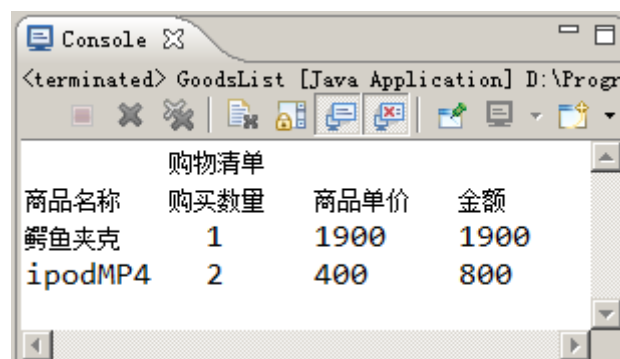 Console
<terminated> GoodsList [Java Application] D:\Progr
购物清单
商品名称 购买数量 商品单价 金额
鳄鱼夹克 1 1900 1900
ipodMP4 2 400 800